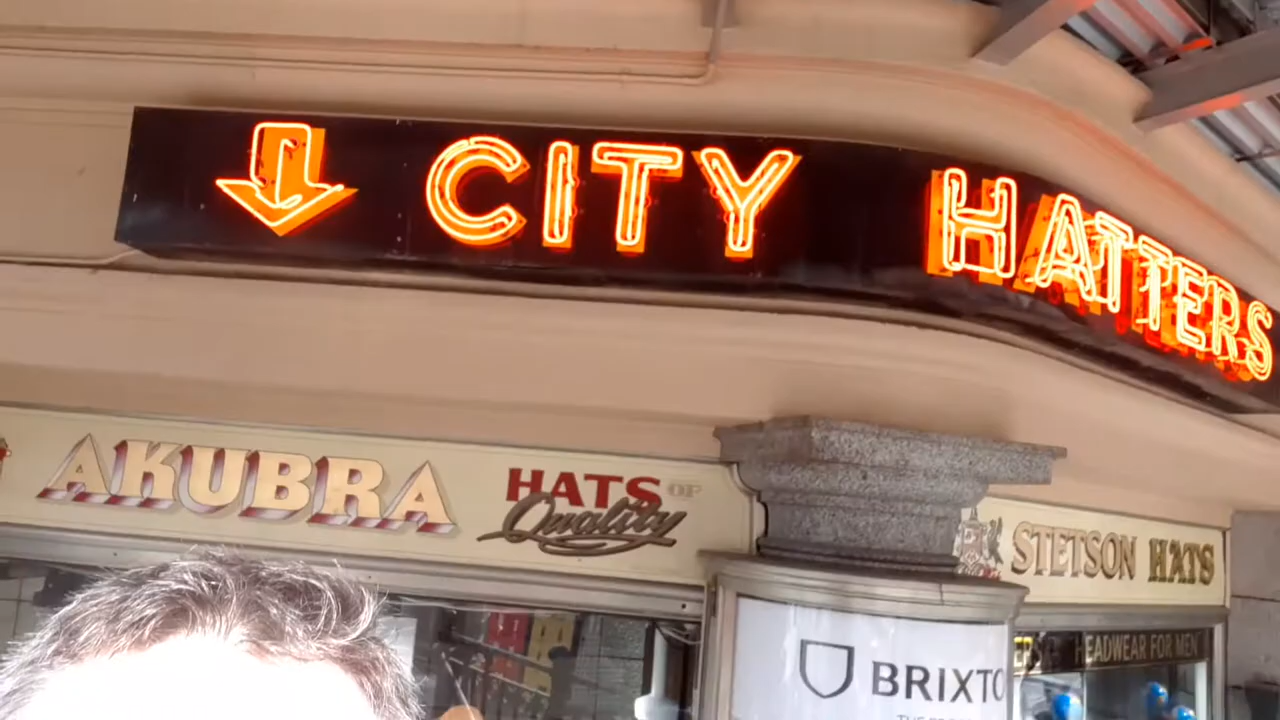 CITY HATTERS
AKUBRA
HATS OF
Quality
STETSON HATS
BRIXTO
HEADWEAR FOR MEN